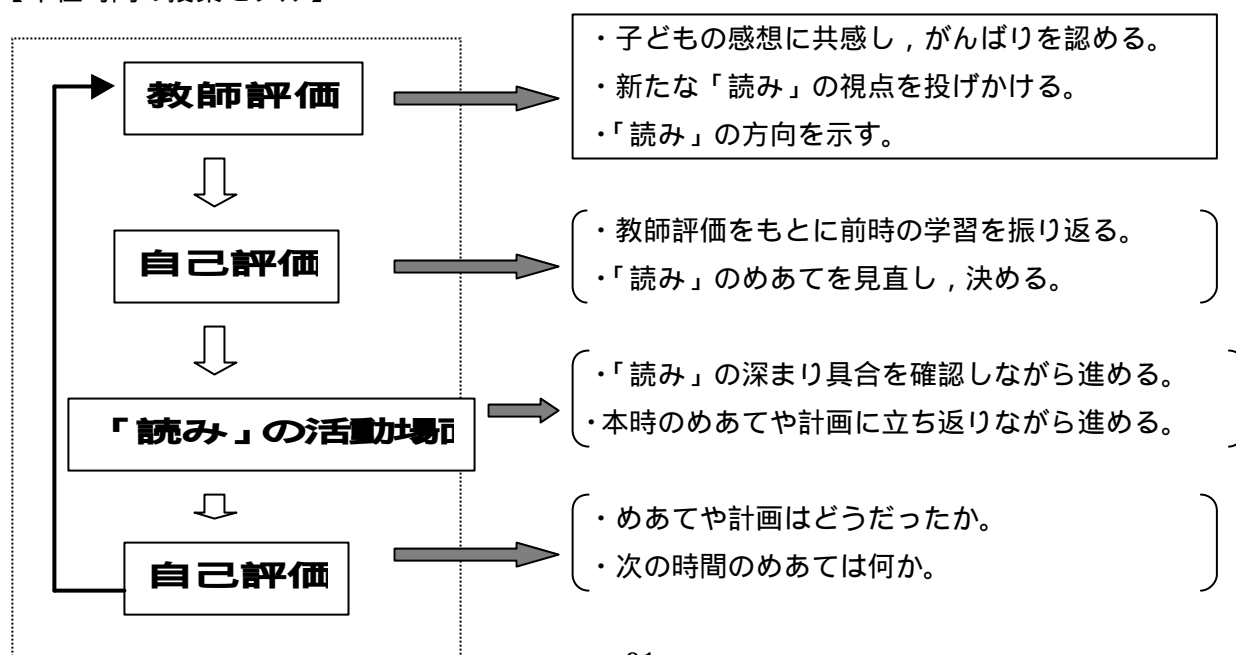 教師評価
・子どもの感想に共感し，がんばりを認める。
・新たな「読み」の視点を投げかける。
・「読み」の方向を示す。
自己評価
・教師評価をもとに前時の学習を振り返る。
・「読み」のめあてを見直し，決める。
「読み」の活動場
・「読み」の深まり具合を確認しながら進める。
・本時のめあてや計画に立ち返りながら進める。
自己評価
・めあてや計画はどうだったか。
・次の時間のめあては何か。